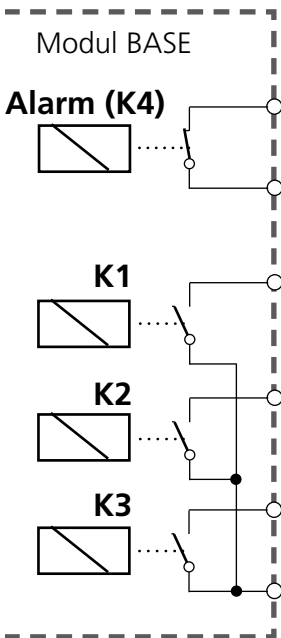 Modul BASE
Alarm (K4)
K1
K2
K3